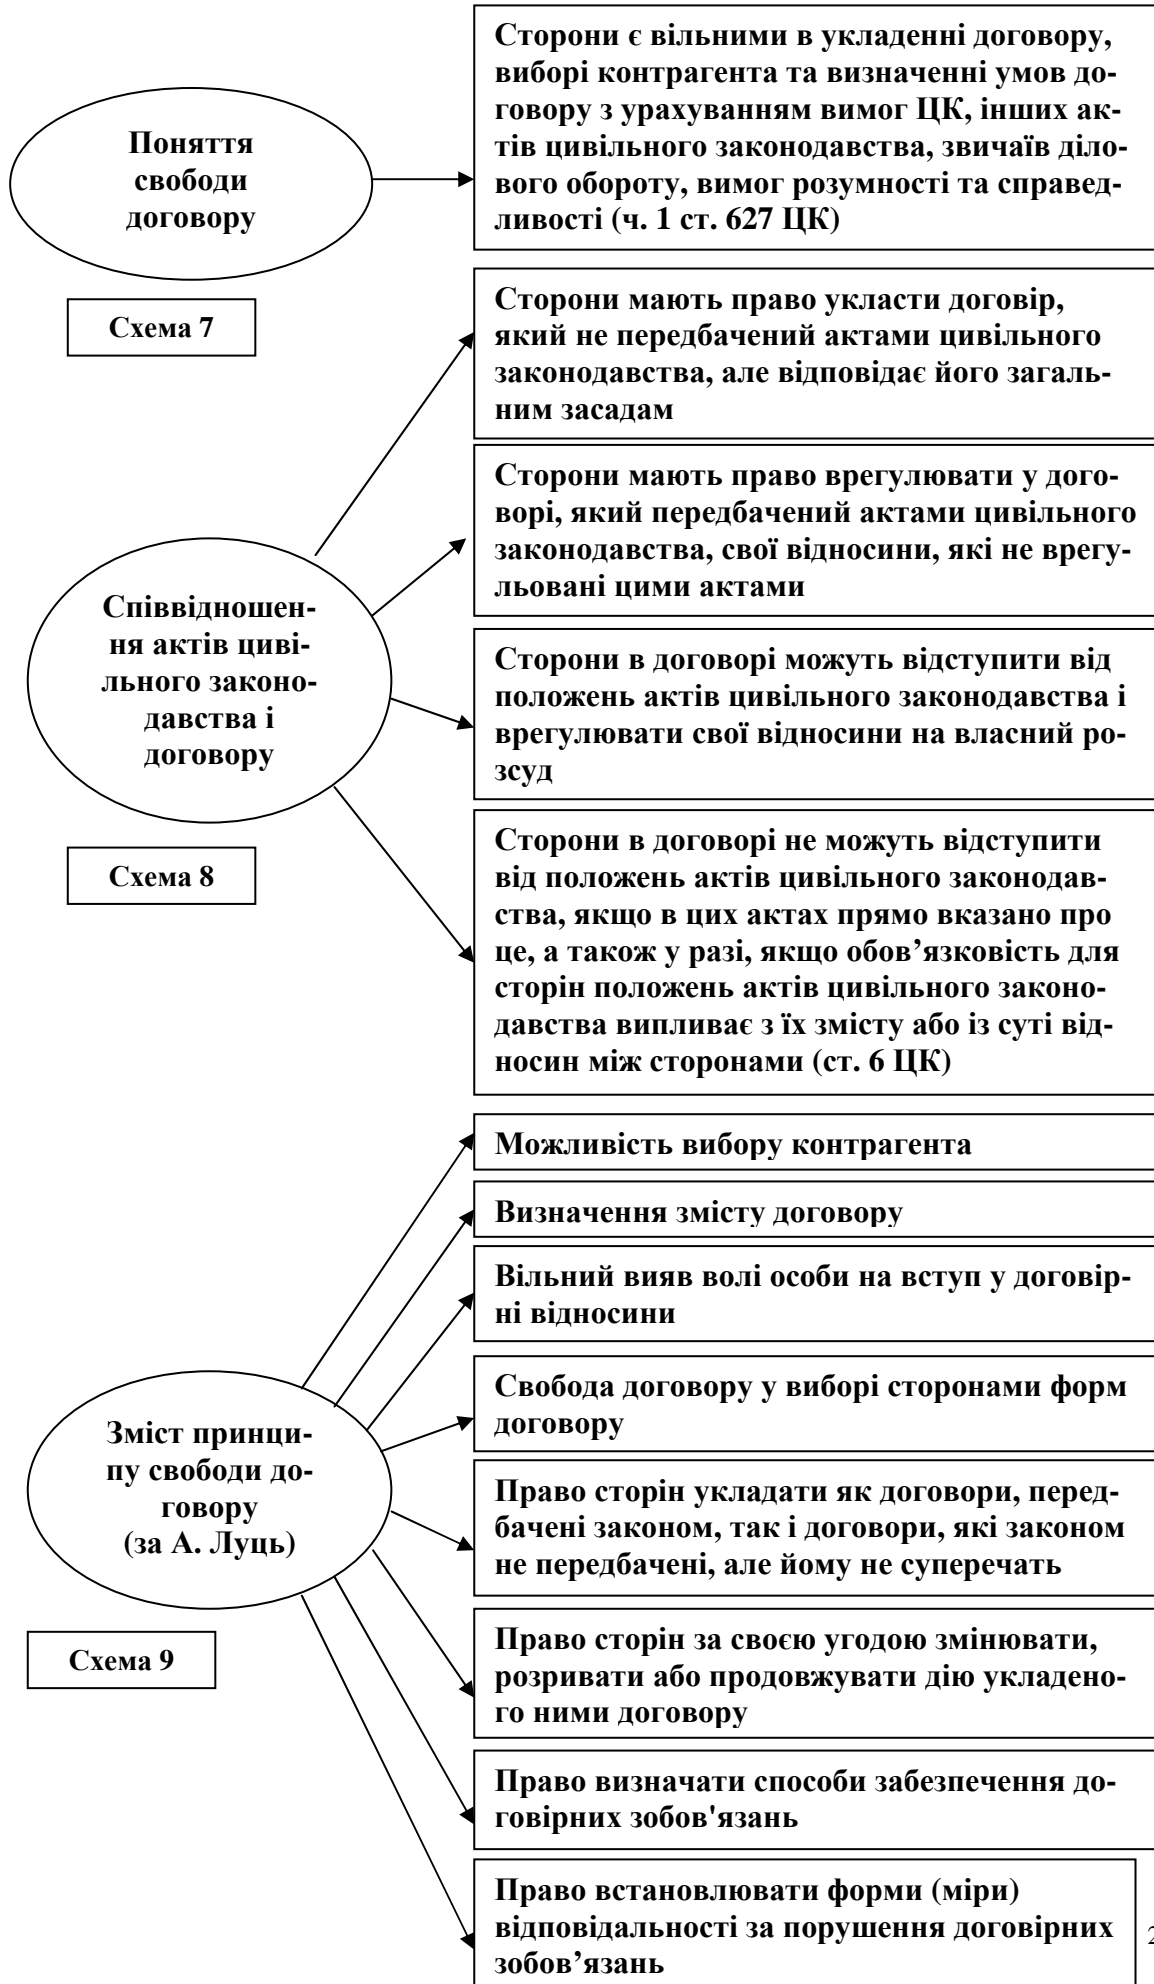 Сторони є вільними в укладенні договору,
виборі контрагента та визначенні умов до-
говору з урахуванням вимог ЦК, інших ак-
тів цивільного законодавства, звичаїв діло-
вого обороту, вимог розумності та справед-
ливості (ч. 1 ст. 627 ЦК)
Поняття
свободи
договору
Схема 7
Сторони мають право укласти договір,
який не передбачений актами цивільного
законодавства, але відповідає його загаль-
ним засадам
Сторони мають право врегулювати у дого-
ворі, який передбачений актами цивільного
законодавства, свої відносини, які не врегу-
льовані цими актами
Співвідношен-
ня актів циві-
льного законо-
давства і
договору
Сторони в договорі можуть відступити від
положень актів цивільного законодавства і
врегулювати свої відносини на власний ро-
зсуд
Схема 8
Сторони в договорі не можуть відступити
від положень актів цивільного законодав-
ства, якщо в цих актах прямо вказано про
це, а також у разі, якщо обов’язковість для
сторін положень актів цивільного законо-
давства випливає з їх змісту або із суті від-
носин між сторонами (ст. 6 ЦК)
Можливість вибору контрагента
Визначення змісту договору
Вільний вияв волі особи на вступ у договір-
ні відносини
Свобода договору у виборі сторонами форм
договору
Зміст принци-
пу свободи до-
говору
(за А. Луць)
Право сторін укладати як договори, перед-
бачені законом, так і договори, які законом
не передбачені, але йому не суперечать
Схема 9
Право сторін за своєю угодою змінювати,
розривати або продовжувати дію укладено-
го ними договору
Право визначати способи забезпечення до-
говірних зобов'язань
Право встановлювати форми (міри)
відповідальності за порушення договірних
зобов’язань